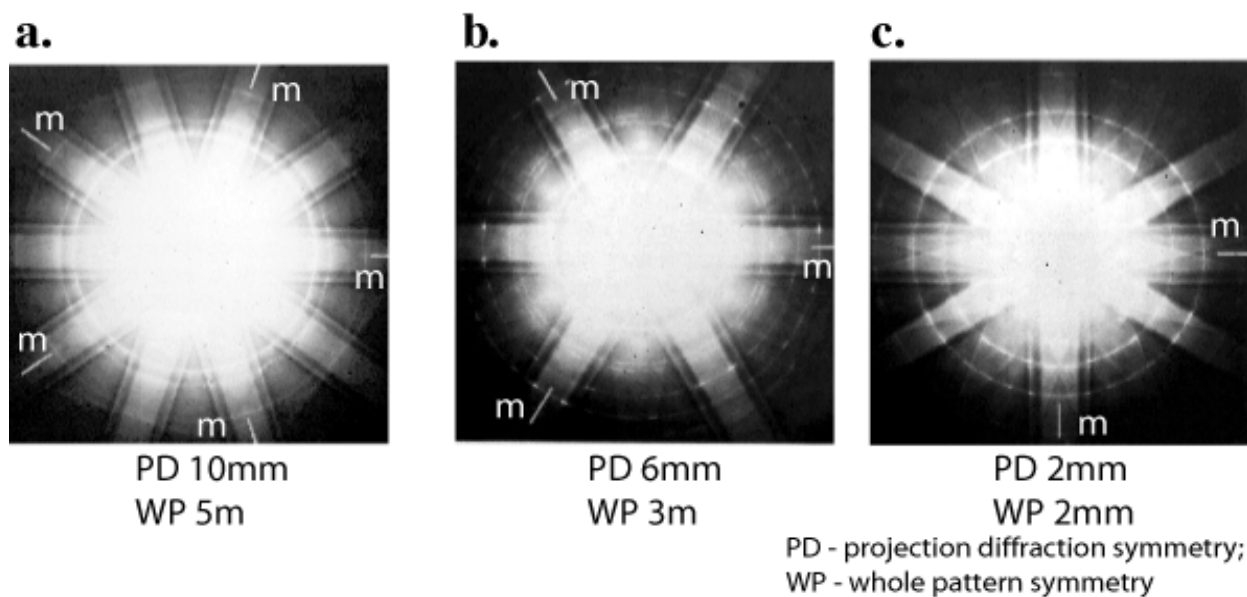 a.
m
m
m
m
m
PD 10mm
WP 5m
b.
m
m
m
PD 6mm
WP 3m
c.
m
m
PD 2mm
WP 2mm
PD - projection diffraction symmetry;
WP - whole pattern symmetry